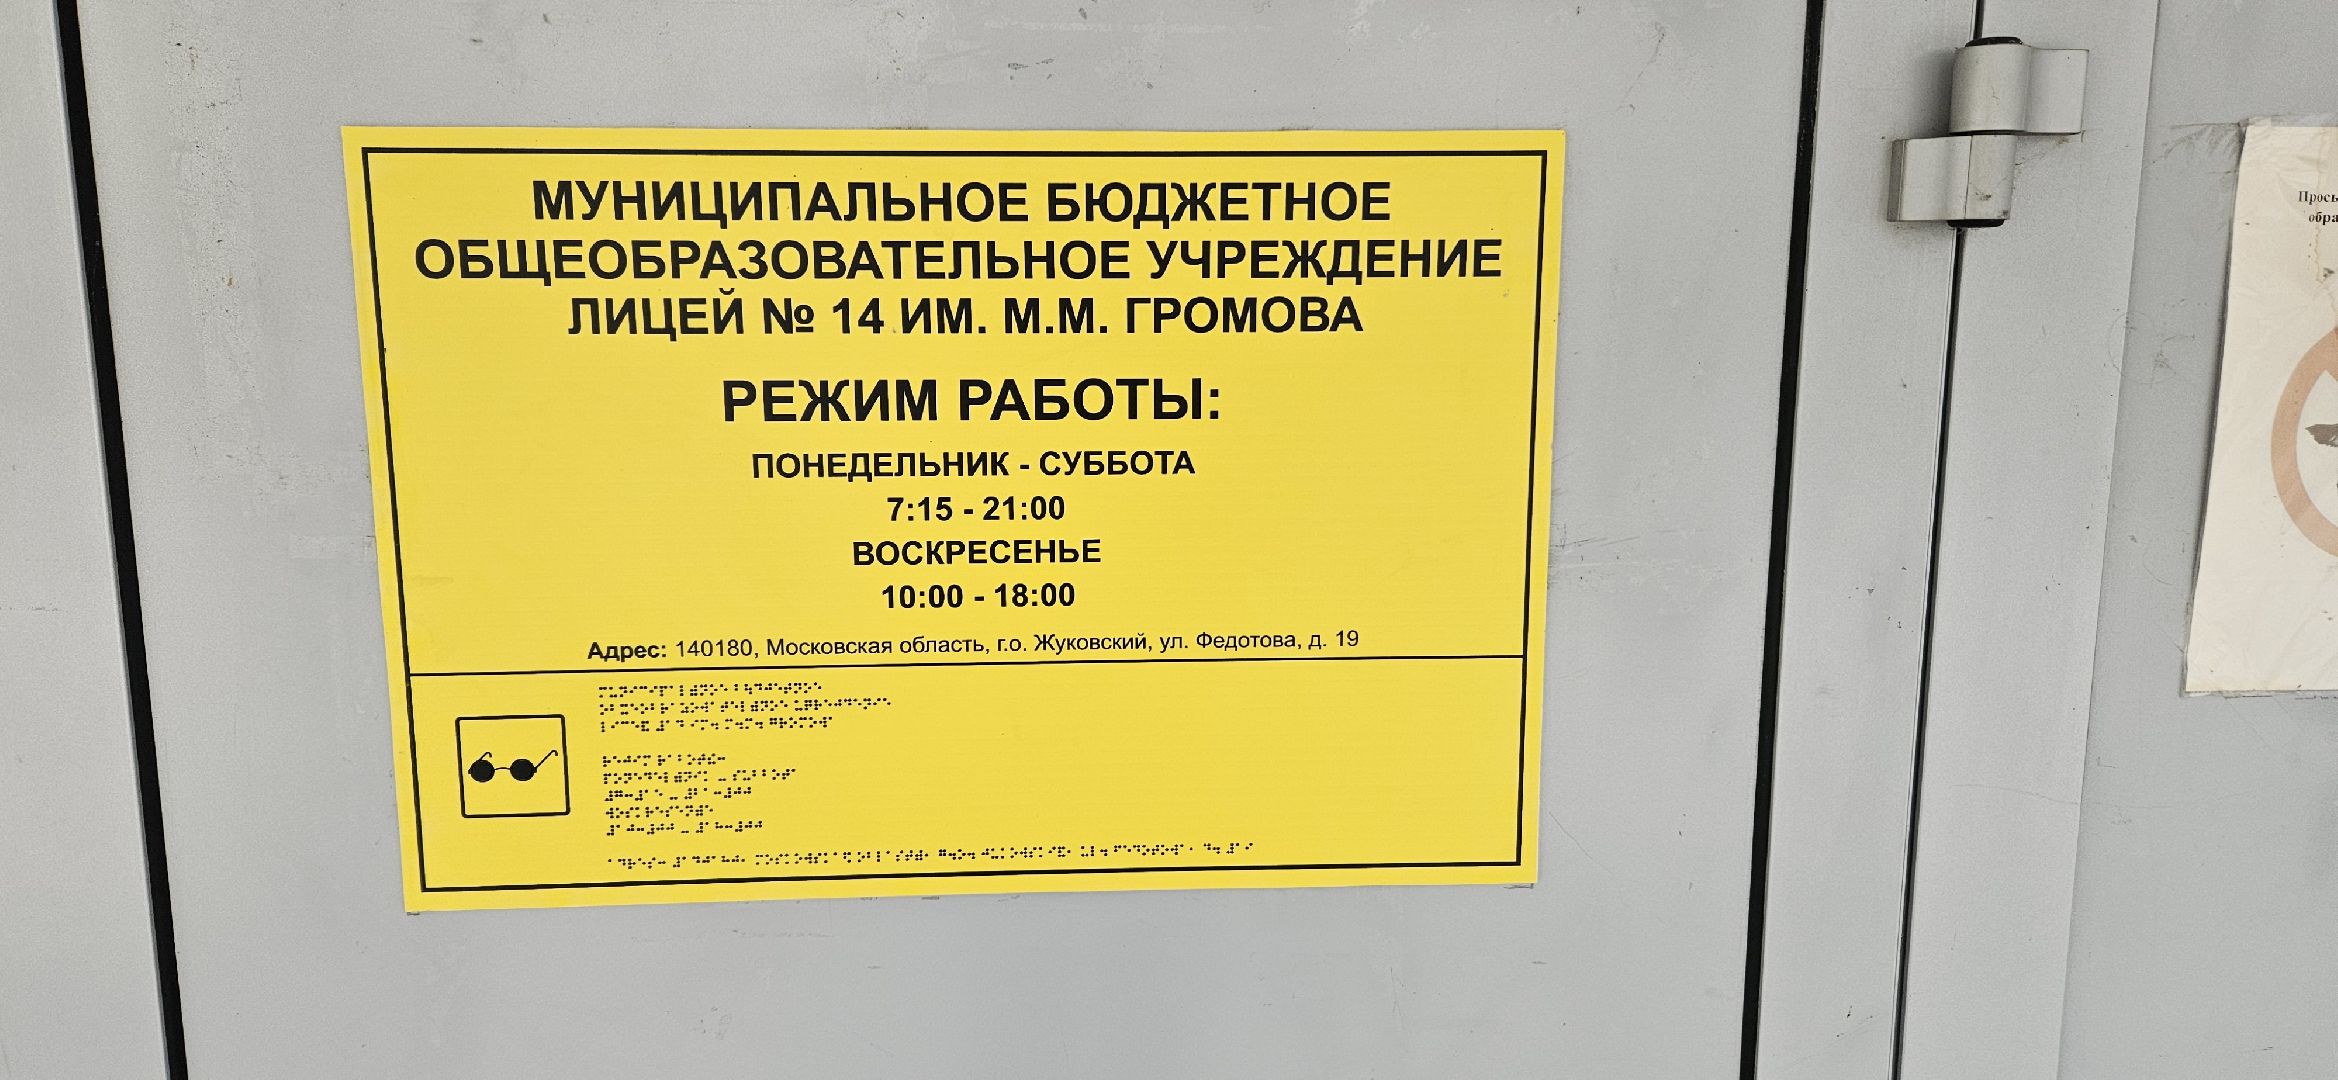 МУНИЦИПАЛЬНОЕ БЮДЖЕТНОЕ
ОБЩЕОБРАЗОВАТЕЛЬНОЕ УЧРЕЖДЕНИЕ
ЛИЦЕЙ № 14 ИМ. М.М. ГРОМОВА
РЕЖИМ РАБОТЫ:
ПОНЕДЕЛЬНИК - СУББОТА
7:15 - 21:00
ВОСКРЕСЕНЬЕ
10:00 - 18:00
Адрес: 140180, Московская область, г.о. Жуковский, ул. Федотова, д. 19